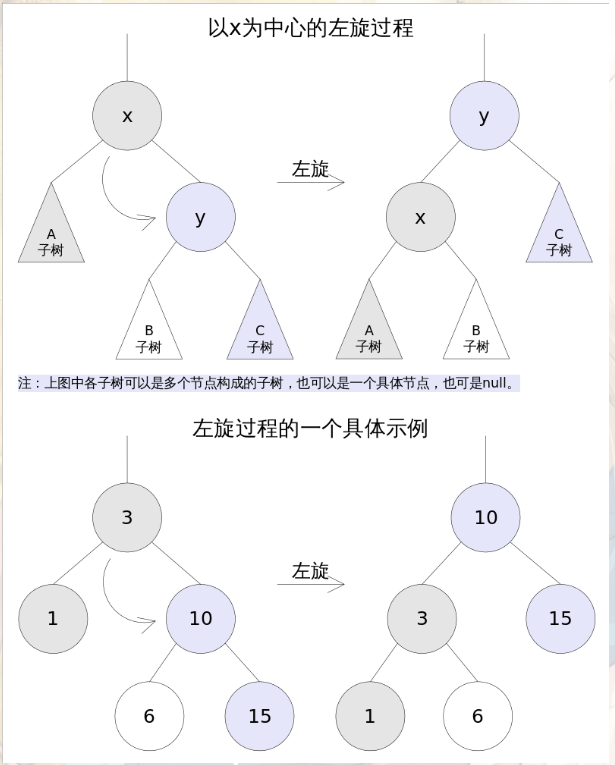 以x为中心的左旋过程
x
y
左旋
A
子树
y
x
C
子树
B
子树
C
子树
A
子树
B
子树
注：上图中各子树可以是多个节点构成的子树，也可以是一个具体节点，也可是null。
左旋过程的一个具体示例
3
10
左旋
1
10
3
15
6
15
1
6